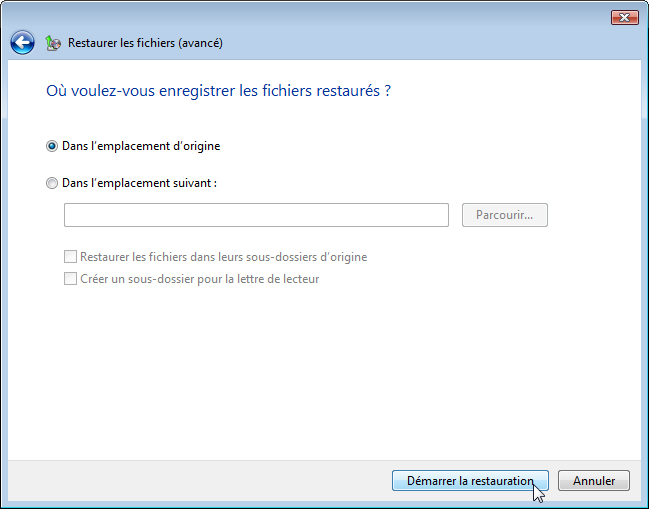 Restaurer les fichiers (avancé)
Où voulez-vous enregistrer les fichiers restaurés ?
Dans l'emplacement d'origine
Dans l'emplacement suivant :
Parcourir...
Restaurer les fichiers dans leurs sous-dossiers d'origine
Créer un sous-dossier pour la lettre de lecteur
Démarrer la restauration
Annuler